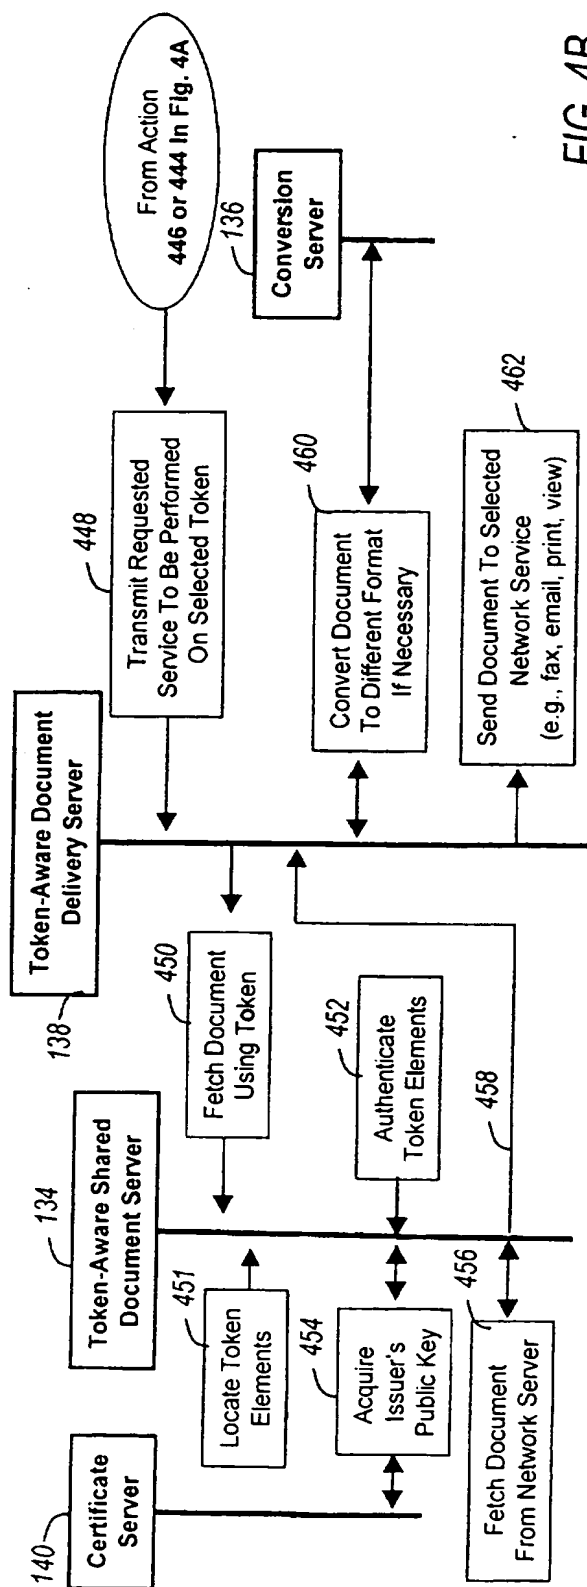 140
Certificate
Server
134
Token-Aware Shared
Document Server
138
Token-Aware Document
Delivery Server
From Action
446 or 444 In Fig. 4A
448
Transmit Requested
Service To Be Performed
On Selected Token
136
Conversion
Server
450
Fetch Document
Using Token
451
Locate Token
Elements
452
Authenticate
Token Elements
454
Acquire
Issuer's
Public Key
456
Fetch Document
From Network Server
458
460
Convert Document
To Different Format
If Necessary
462
Send Document To Selected
Network Service
(e.g., fax, email, print, view)
FIG. 4B